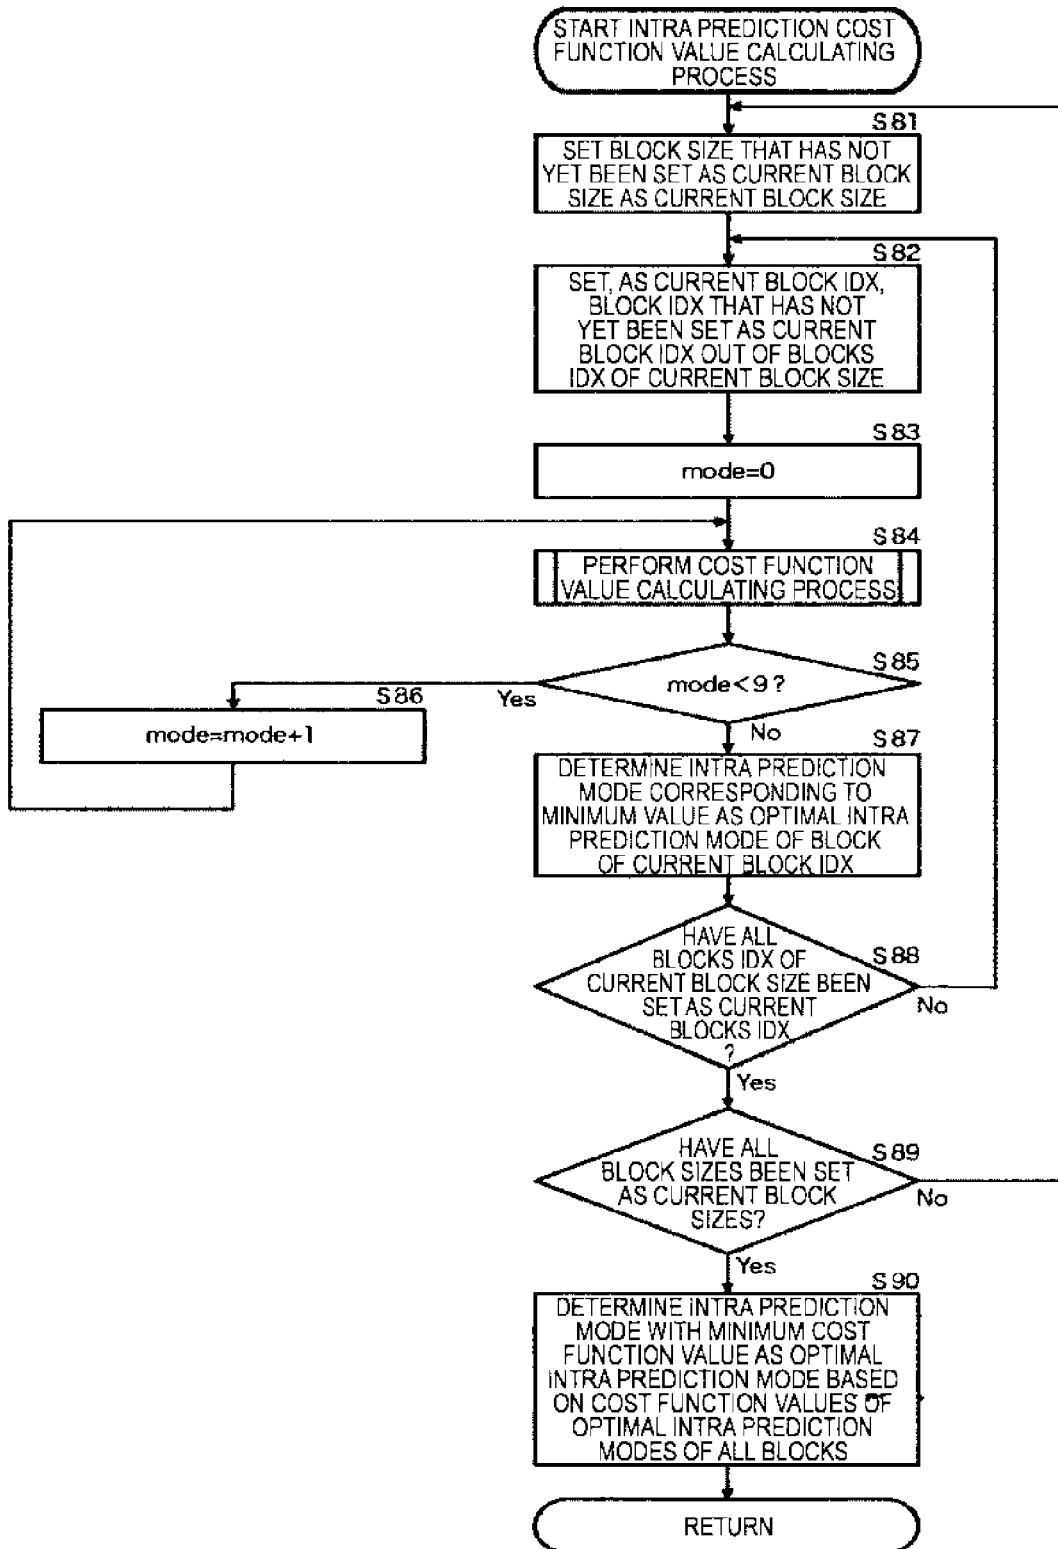 START INTRA PREDICTION COST
FUNCTION VALUE CALCULATING
PROCESS
S81
SET BLOCK SIZE THAT HAS NOT
YET BEEN SET AS CURRENT BLOCK
SIZE AS CURRENT BLOCK SIZE
S82
SET, AS CURRENT BLOCK IDX,
BLOCK IDX THAT HAS NOT
YET BEEN SET AS CURRENT
BLOCK IDX OUT OF BLOCKS
IDX OF CURRENT BLOCK SIZE
S83
mode=0
S84
PERFORM COST FUNCTION
VALUE CALCULATING PROCESS
S85
mode<9?
Yes
S86
mode=mode+1
No
S87
DETERMINE INTRA PREDICTION
MODE CORRESPONDING TO
MINIMUM VALUE AS OPTIMAL INTRA
PREDICTION MODE OF BLOCK
OF CURRENT BLOCK IDX
S88
HAVE ALL
BLOCKS IDX OF
CURRENT BLOCK SIZE BEEN
SET AS CURRENT
BLOCKS IDX
?
No
Yes
S89
HAVE ALL
BLOCK SIZES BEEN SET
AS CURRENT BLOCK
SIZES?
No
Yes
S90
DETERMINE INTRA PREDICTION
MODE WITH MINIMUM COST
FUNCTION VALUE AS OPTIMAL
INTRA PREDICTION MODE BASED
ON COST FUNCTION VALUES OF
OPTIMAL INTRA PREDICTION
MODES OF ALL BLOCKS
RETURN